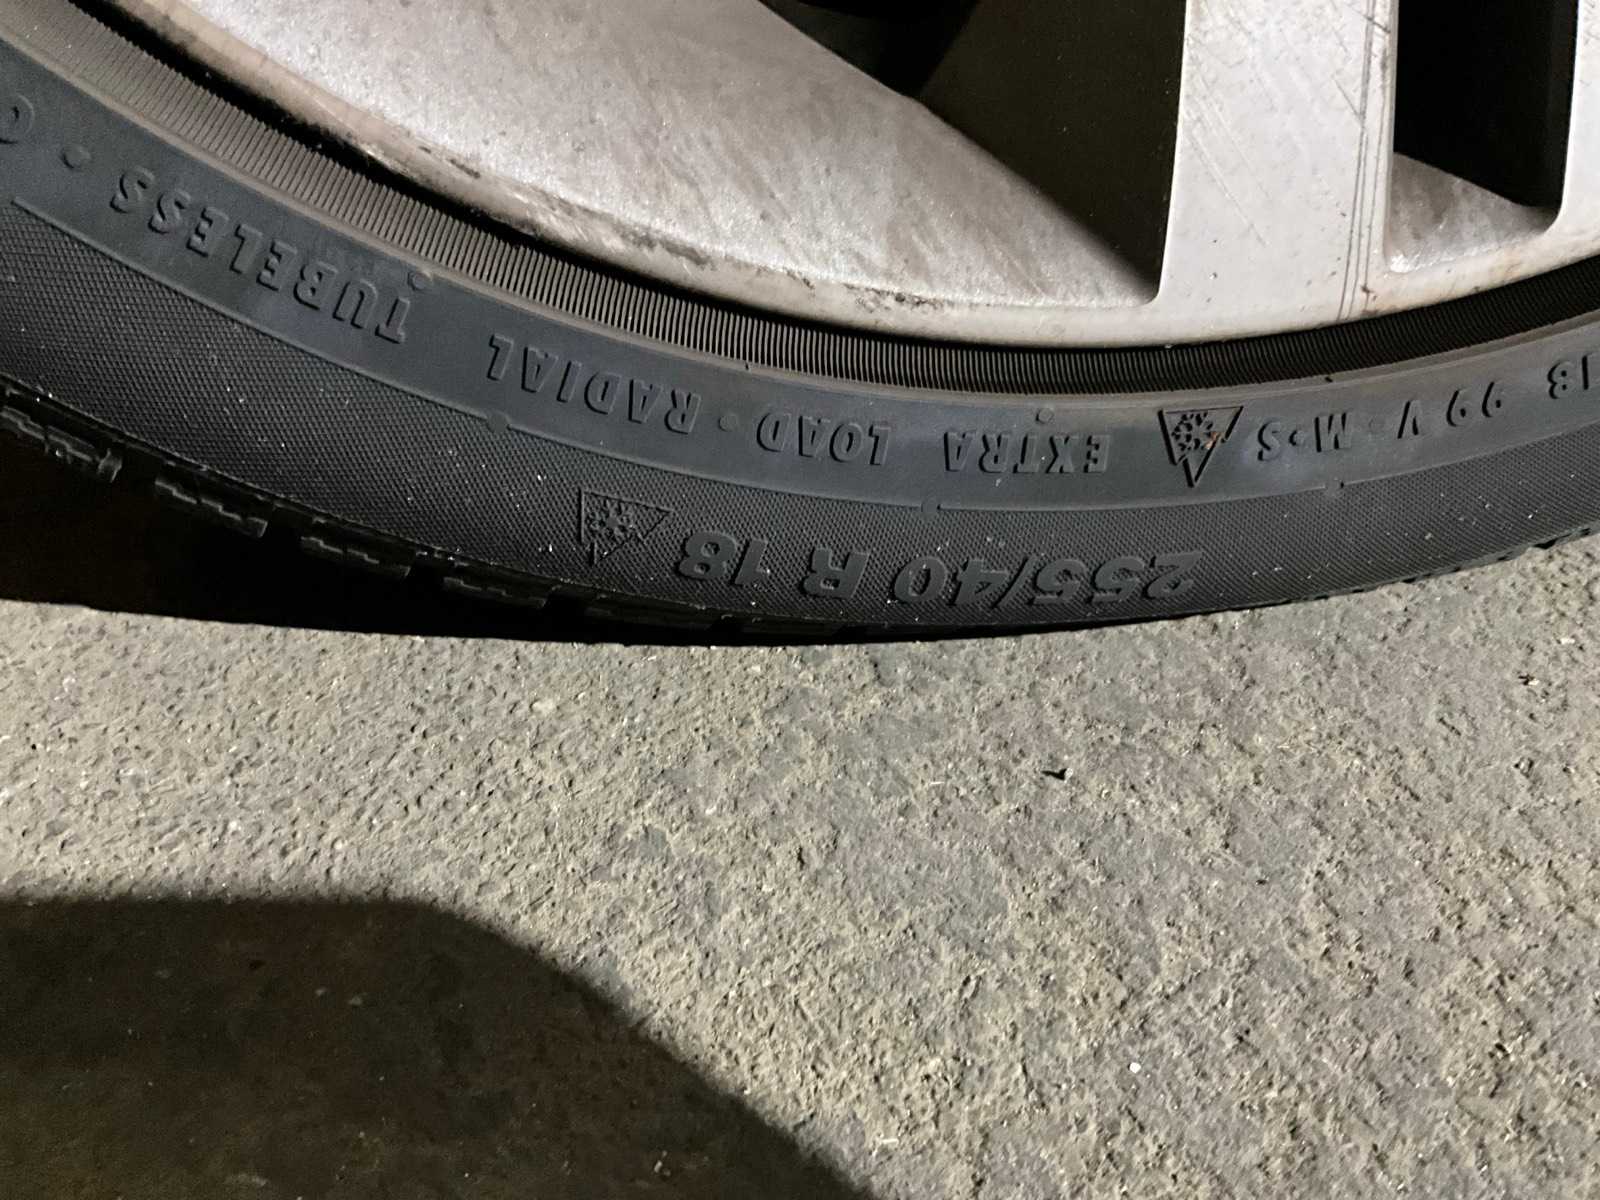 18 99 V · M·S EXTRA LOAD · RADIAL TUBELESS ·
255/40 R 18